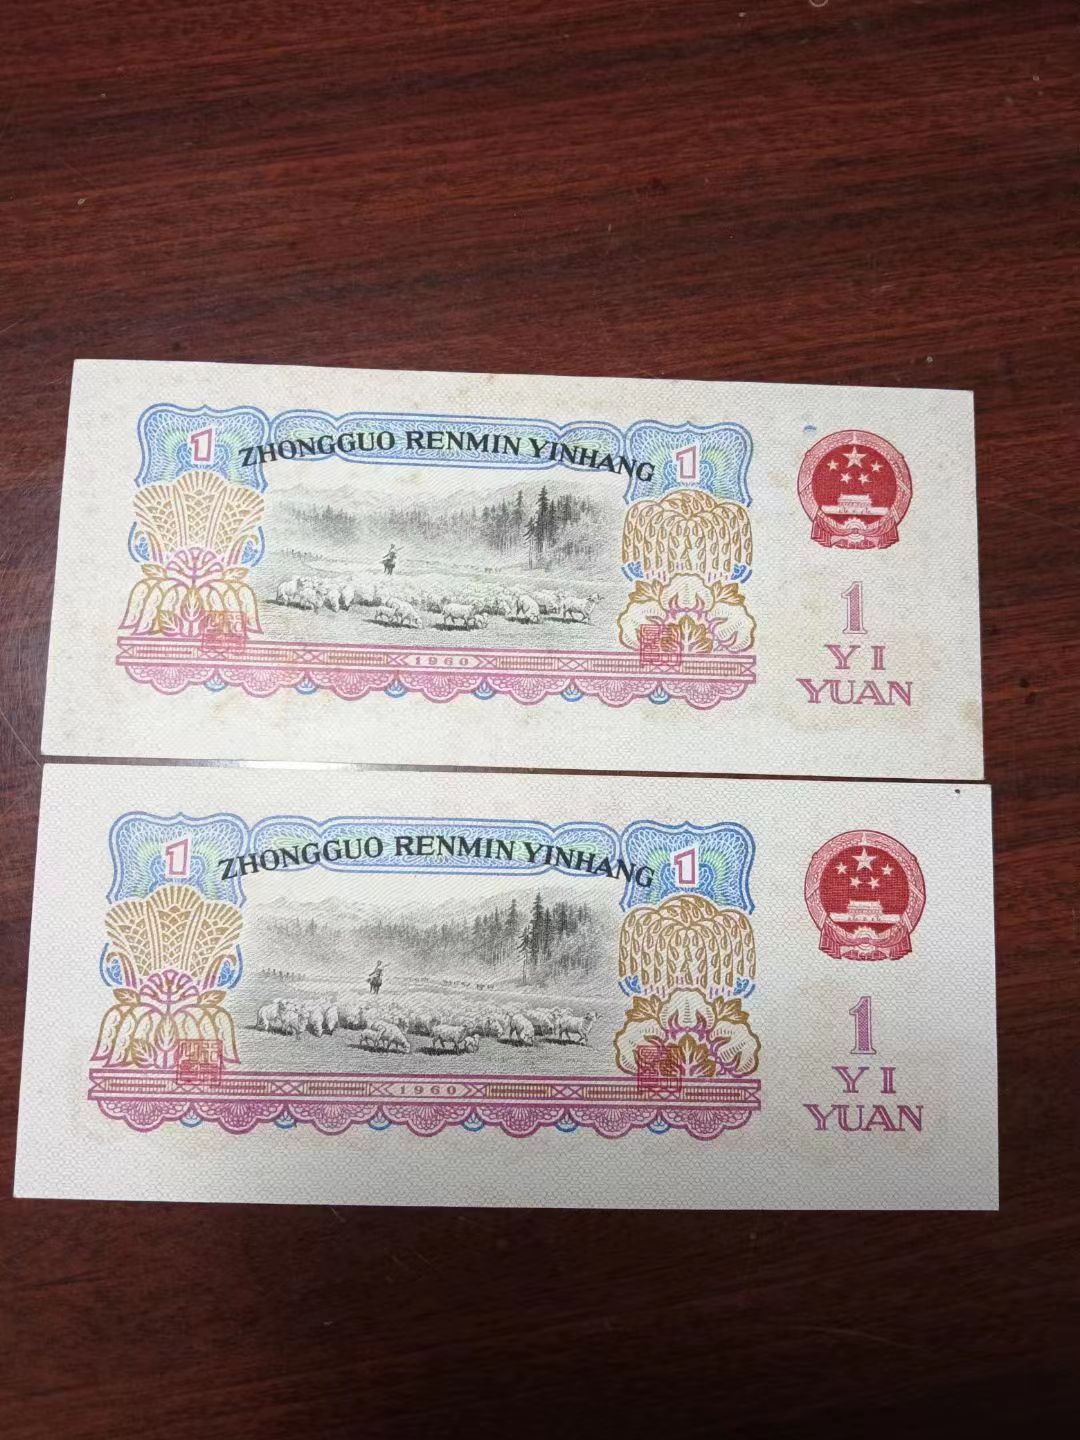 1 ZHONGGUO RENMIN YINHANG 1
1960
1
YI
YUAN
1 ZHONGGUO RENMIN YINHANG 1
1960
1
YI
YUAN